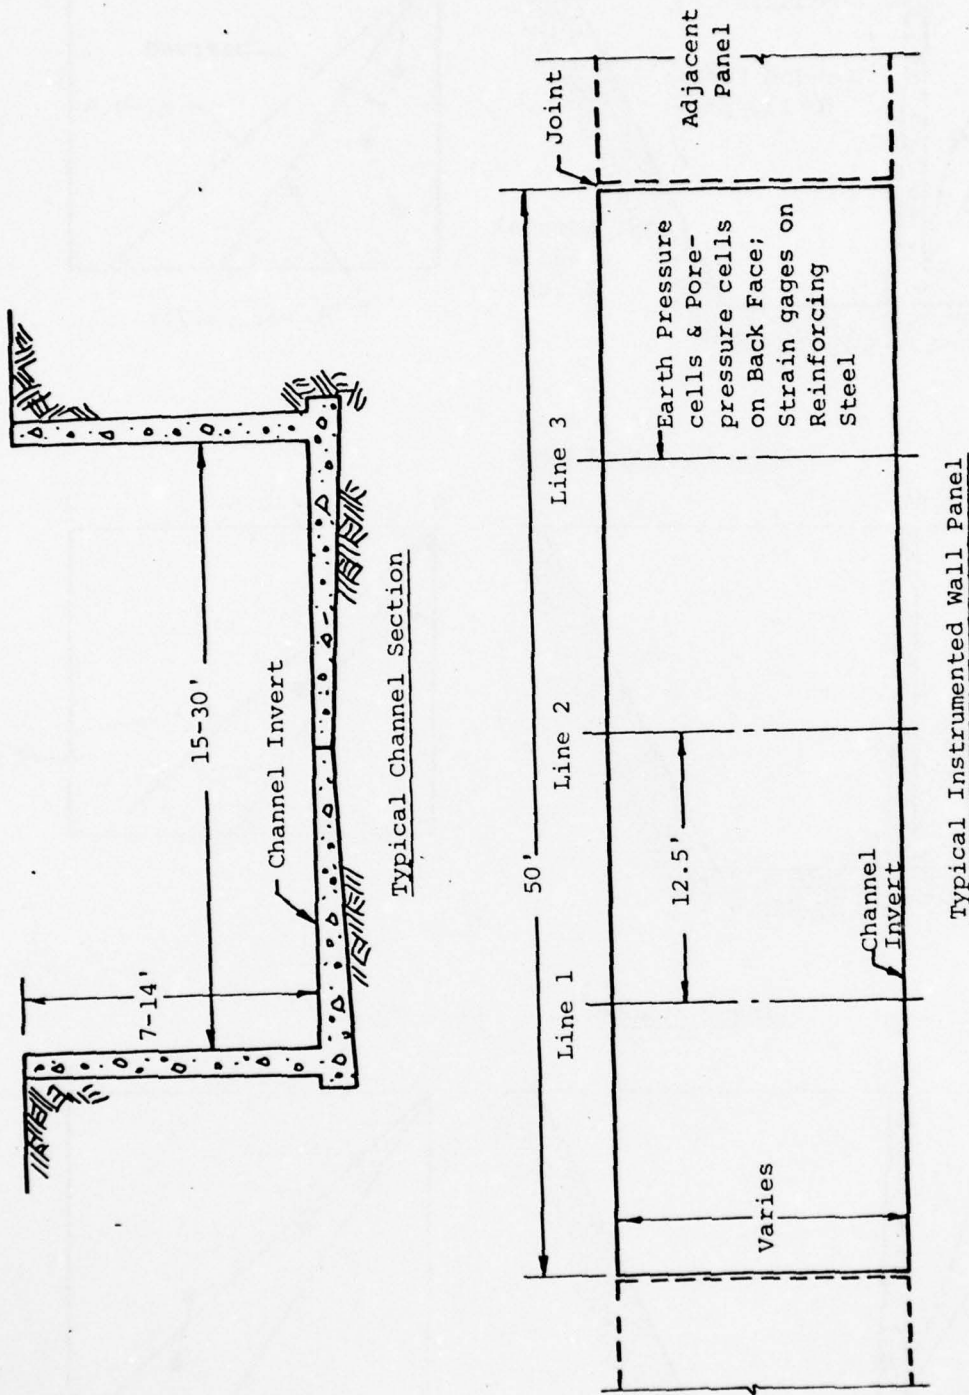 7-14'
15-30'
Channel Invert
Typical Channel Section
50'
Line 1
Line 2
Line 3
Joint
12.5'
Varies
Channel
Invert
Earth Pressure
cells & Pore-
pressure cells
on Back Face;
Strain gages on
Reinforcing
Steel
Adjacent
Panel
Typical Instrumented Wall Panel